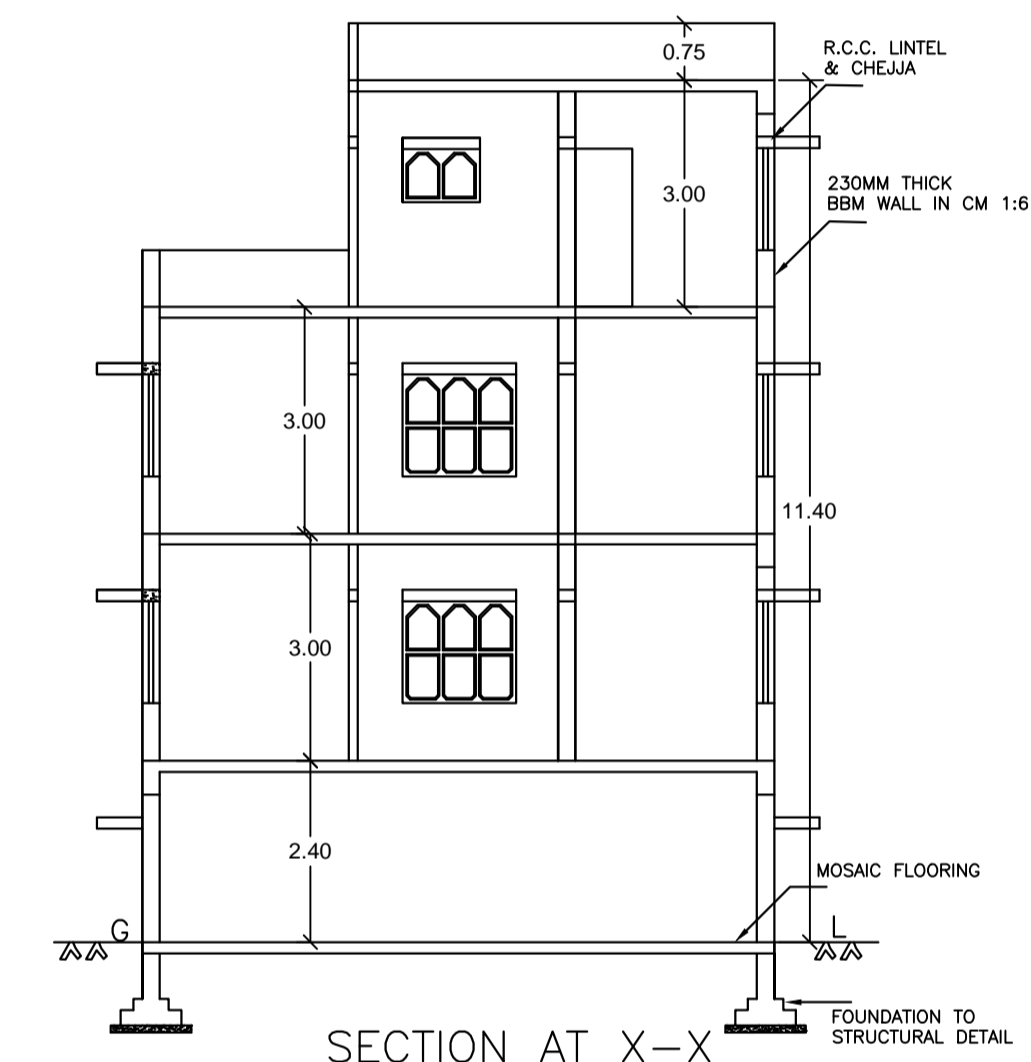 0.75
R.C.C. LINTEL
& CHEJJA
3.00
230MM THICK
BBM WALL IN CM 1:6
3.00
11.40
3.00
2.40
MOSAIC FLOORING
G
L
FOUNDATION TO
STRUCTURAL DETAIL
SECTION AT X-X